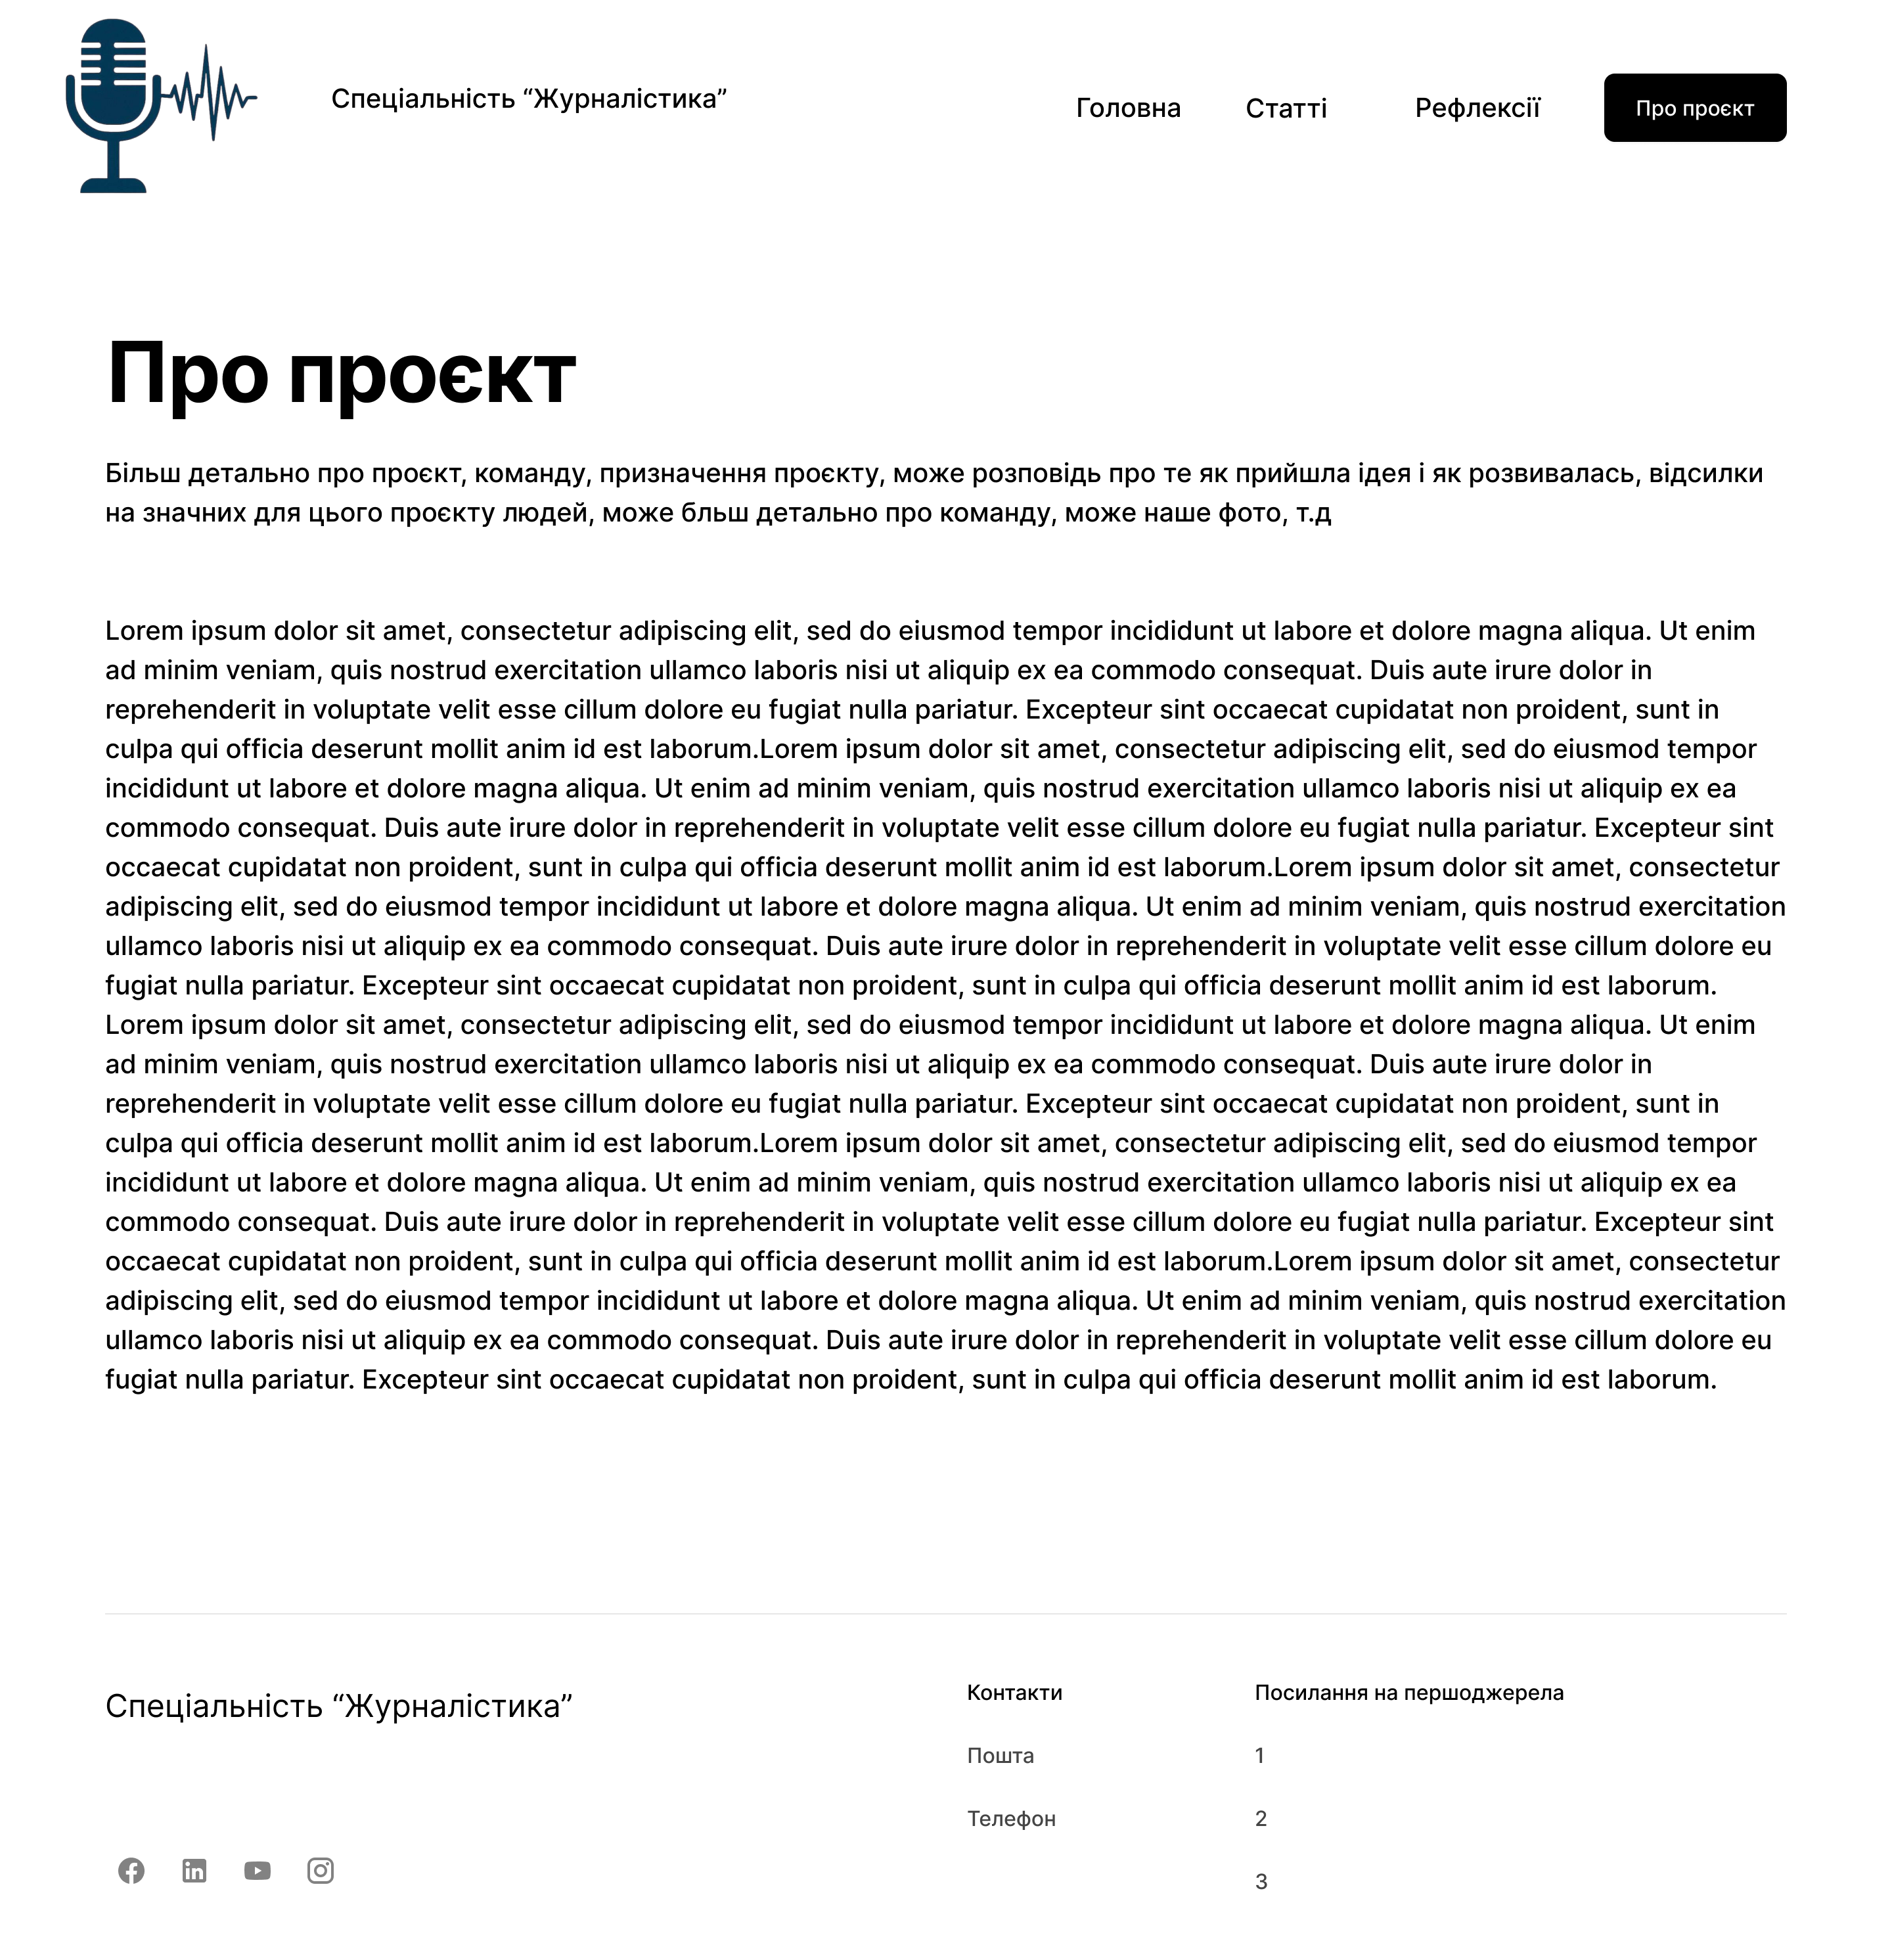 Спеціальність “Журналістика”
Головна
Статті
Рефлексії
Про проєкт
Про проєкт
Більш детально про проєкт, команду, призначення проєкту, може розповідь про те як прийшла ідея і як розвивалась, відсилки
на значних для цього проєкту людей, може бльш детально про команду, може наше фото, т.д
Lorem ipsum dolor sit amet, consectetur adipiscing elit, sed do eiusmod tempor incididunt ut labore et dolore magna aliqua. Ut enim
ad minim veniam, quis nostrud exercitation ullamco laboris nisi ut aliquip ex ea commodo consequat. Duis aute irure dolor in
reprehenderit in voluptate velit esse cillum dolore eu fugiat nulla pariatur. Excepteur sint occaecat cupidatat non proident, sunt in
culpa qui officia deserunt mollit anim id est laborum.Lorem ipsum dolor sit amet, consectetur adipiscing elit, sed do eiusmod tempor
incididunt ut labore et dolore magna aliqua. Ut enim ad minim veniam, quis nostrud exercitation ullamco laboris nisi ut aliquip ex ea
commodo consequat. Duis aute irure dolor in reprehenderit in voluptate velit esse cillum dolore eu fugiat nulla pariatur. Excepteur sint
occaecat cupidatat non proident, sunt in culpa qui officia deserunt mollit anim id est laborum.Lorem ipsum dolor sit amet, consectetur
adipiscing elit, sed do eiusmod tempor incididunt ut labore et dolore magna aliqua. Ut enim ad minim veniam, quis nostrud exercitation
ullamco laboris nisi ut aliquip ex ea commodo consequat. Duis aute irure dolor in reprehenderit in voluptate velit esse cillum dolore eu
fugiat nulla pariatur. Excepteur sint occaecat cupidatat non proident, sunt in culpa qui officia deserunt mollit anim id est laborum.
Lorem ipsum dolor sit amet, consectetur adipiscing elit, sed do eiusmod tempor incididunt ut labore et dolore magna aliqua. Ut enim
ad minim veniam, quis nostrud exercitation ullamco laboris nisi ut aliquip ex ea commodo consequat. Duis aute irure dolor in
reprehenderit in voluptate velit esse cillum dolore eu fugiat nulla pariatur. Excepteur sint occaecat cupidatat non proident, sunt in
culpa qui officia deserunt mollit anim id est laborum.Lorem ipsum dolor sit amet, consectetur adipiscing elit, sed do eiusmod tempor
incididunt ut labore et dolore magna aliqua. Ut enim ad minim veniam, quis nostrud exercitation ullamco laboris nisi ut aliquip ex ea
commodo consequat. Duis aute irure dolor in reprehenderit in voluptate velit esse cillum dolore eu fugiat nulla pariatur. Excepteur sint
occaecat cupidatat non proident, sunt in culpa qui officia deserunt mollit anim id est laborum.Lorem ipsum dolor sit amet, consectetur
adipiscing elit, sed do eiusmod tempor incididunt ut labore et dolore magna aliqua. Ut enim ad minim veniam, quis nostrud exercitation
ullamco laboris nisi ut aliquip ex ea commodo consequat. Duis aute irure dolor in reprehenderit in voluptate velit esse cillum dolore eu
fugiat nulla pariatur. Excepteur sint occaecat cupidatat non proident, sunt in culpa qui officia deserunt mollit anim id est laborum.
Спеціальність “Журналістика”
Контакти
Пошта
Телефон
Посилання на першоджерела
1
2
3